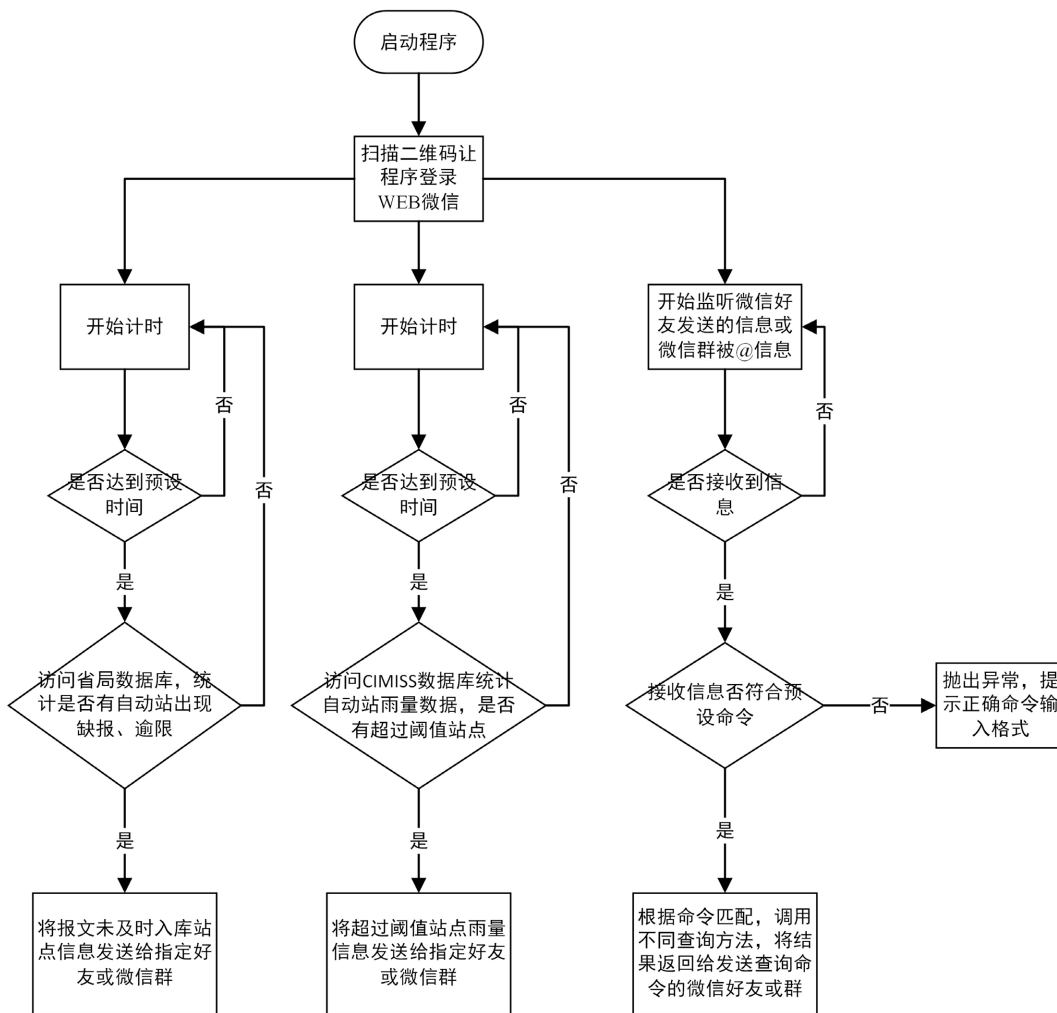 启动程序
扫描二维码让
程序登录
WEB微信
开始计时
开始计时
开始监听微信好
友发送的信息或
微信群被@信息
否
否
否
是否达到预设
时间
否
是否达到预设
时间
否
是否接收到信
息
是
是
是
访问省局数据库，统
计是否有自动站出现
缺报、逾限
访问CIMISS数据库统计
自动站雨量数据，是否
有超过阈值站点
接收信息否符合预
设命令
否
抛出异常，提
示正确命令输
入格式
是
是
是
将报文未及时入库站
点信息发送给指定好
友或微信群
将超过阈值站点雨量
信息发送给指定好友
或微信群
根据命令匹配，调用
不同查询方法，将结
果返回给发送查询命
令的微信好友或群